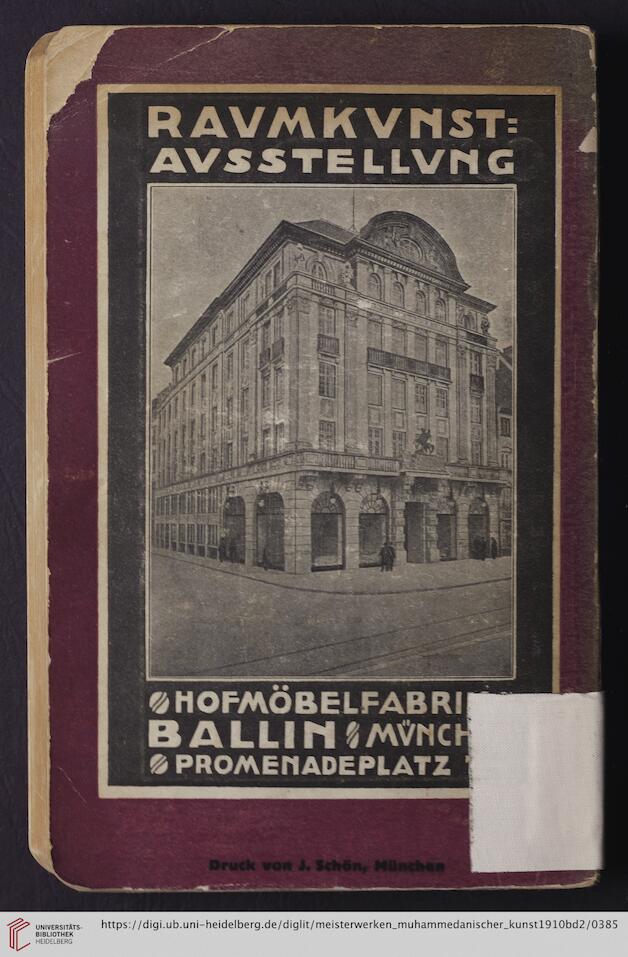 RAVMKVNST=
AVSSTELLVNG
HOFMÖBELFABRI
BALLIN MVNCH
PROMENADEPLATZ
Druck von J. Schön, München
UNIVERSITÄTS-
BIBLIOTHEK
HEIDELBERG
https://digi.ub.uni-heidelberg.de/diglit/meisterwerken_muhammedanischer_kunst1910bd2/0385